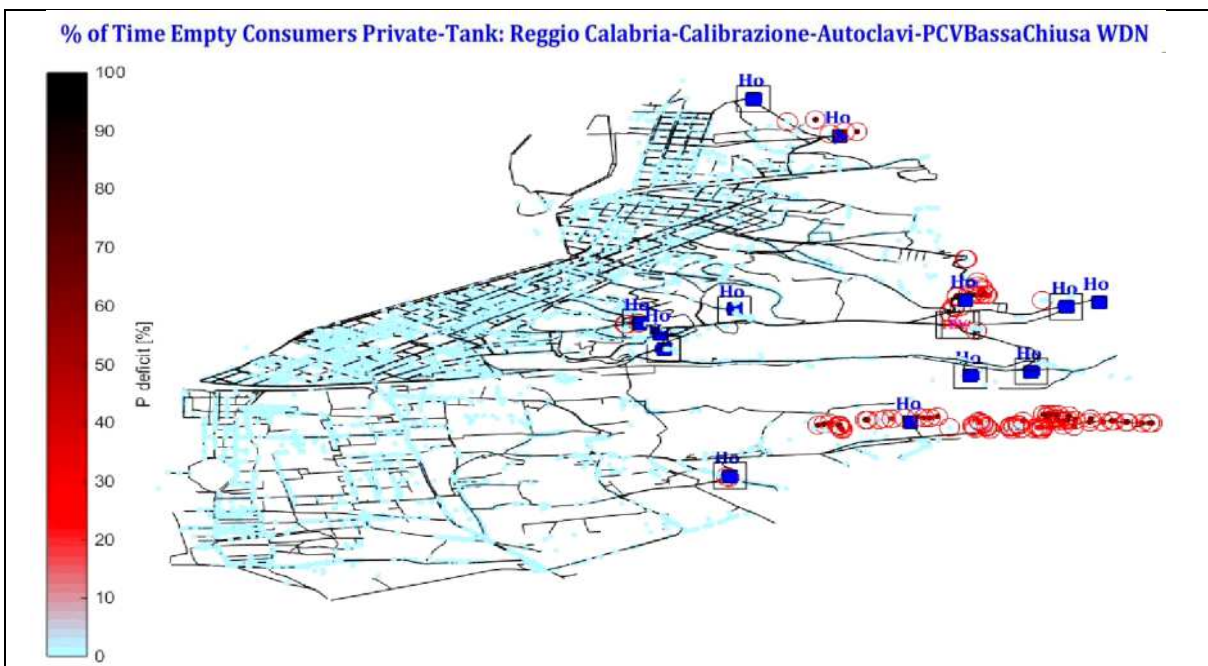 % of Time Empty Consumers Private-Tank: Reggio Calabria-Calibrazione-Autoclavi-PCVBassaChiusa WDN
100
90
80
70
60
50
40
30
20
10
0
P deficit [%]
Ho
Ho
Ho
Ho
Ho
Ho
Ho
Ho
Ho
Ho
Ho
Ho